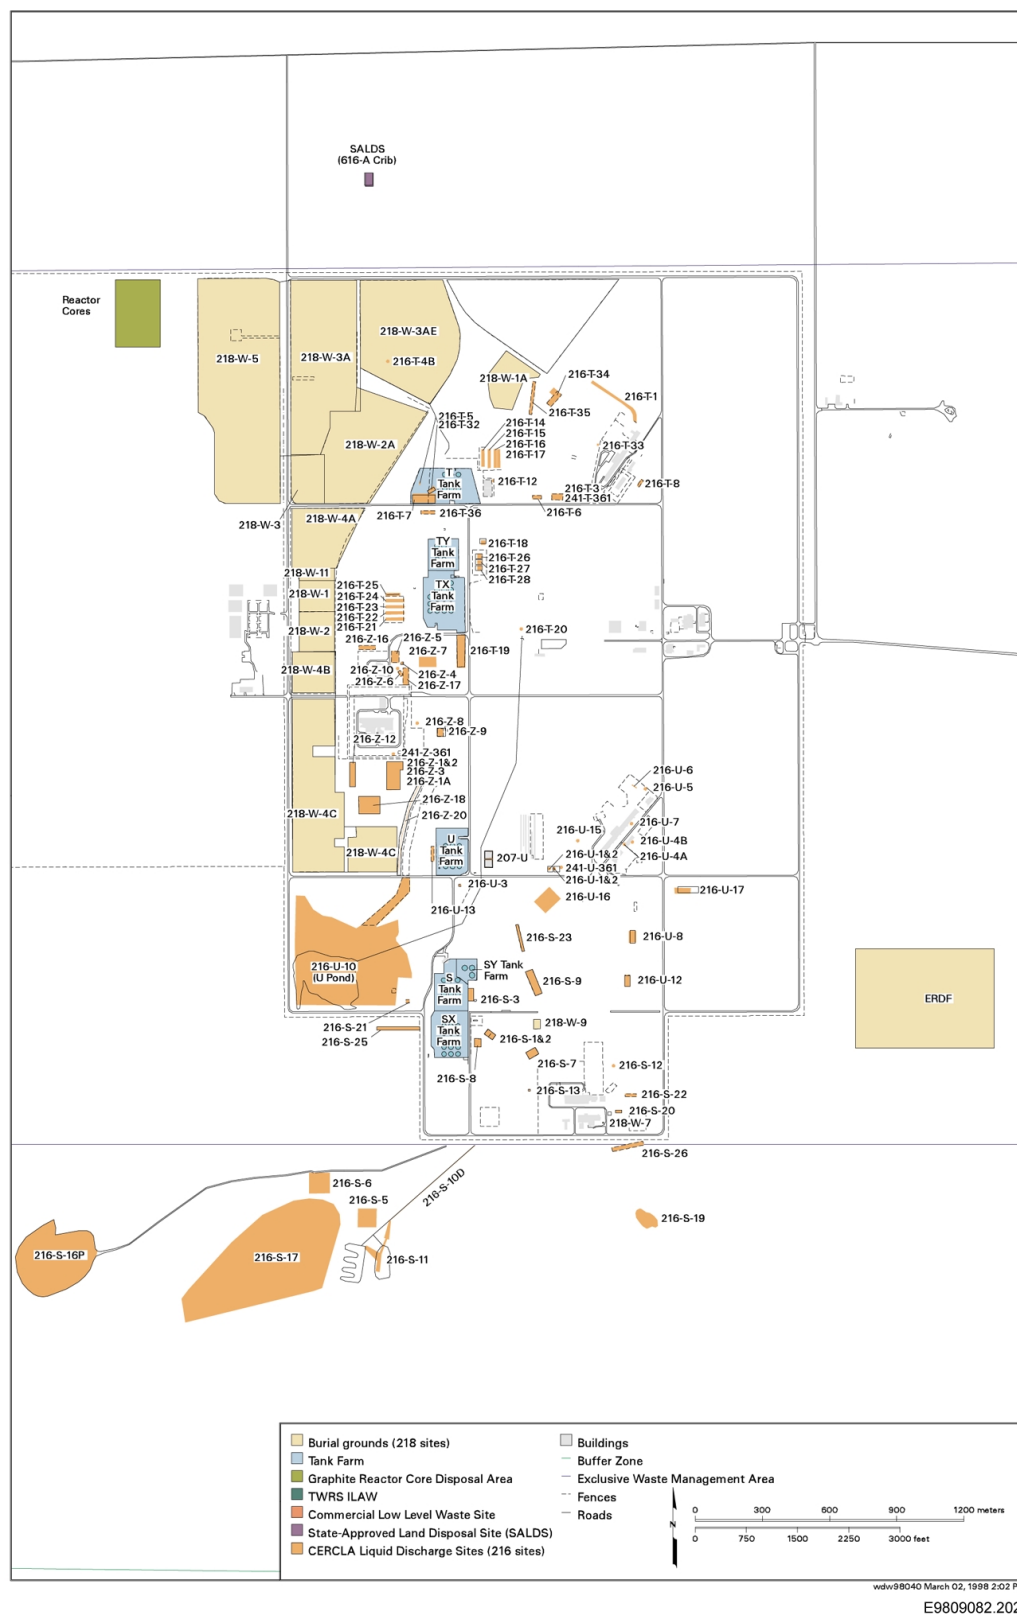 SALDS
(616-A Crib)
Reactor
Cores
218-W-5
218-W-3A
218-W-3AE
216-T-4B
218-W-1A
216-T-34
216-T-35
216-T-1
218-W-2A
216-T-5
216-T-32
216-T-14
216-T-15
216-T-16
216-T-17
216-T-33
T
Tank
Farm
216-T-12
216-T-3
241-T-361
216-T-8
216-T-7
216-T-36
216-T-6
218-W-3
218-W-4A
TY
Tank
Farm
216-T-18
216-T-26
216-T-27
216-T-28
218-W-11
218-W-1
TX
Tank
Farm
216-T-25
216-T-24
216-T-23
216-T-22
216-T-21
218-W-2
216-T-20
216-Z-16
216-Z-5
216-Z-7
216-T-19
218-W-4B
216-Z-10
216-Z-6
216-Z-4
216-Z-17
216-Z-8
216-Z-9
216-Z-12
241-Z-361
216-Z-1&2
216-Z-3
216-Z-1A
216-Z-18
216-Z-20
218-W-4C
218-W-4C
216-U-6
216-U-5
216-U-7
216-U-15
216-U-4B
216-U-4A
U
Tank
Farm
207-U
216-U-1&2
241-U-361
216-U-1&2
216-U-3
216-U-16
216-U-17
216-U-13
216-S-23
216-U-8
216-U-10
(U Pond)
SY Tank
Farm
S
Tank
Farm
216-S-9
216-U-12
216-S-3
ERDF
216-S-21
216-S-25
SX
Tank
Farm
218-W-9
216-S-1&2
216-S-7
216-S-12
216-S-8
216-S-13
216-S-22
216-S-20
218-W-7
216-S-26
216-S-6
216-S-5
216-S-10D
216-S-19
216-S-16P
216-S-17
216-S-11
Burial grounds (218 sites)
Tank Farm
Graphite Reactor Core Disposal Area
TWRS ILAW
Commercial Low Level Waste Site
State-Approved Land Disposal Site (SALDS)
CERCLA Liquid Discharge Sites (216 sites)
Buildings
Buffer Zone
Exclusive Waste Management Area
Fences
Roads
N
0 300 600 900 1200 meters
0 750 1500 2250 3000 feet
wdw98040 March 02, 1998 2:02 P
E9809082.202